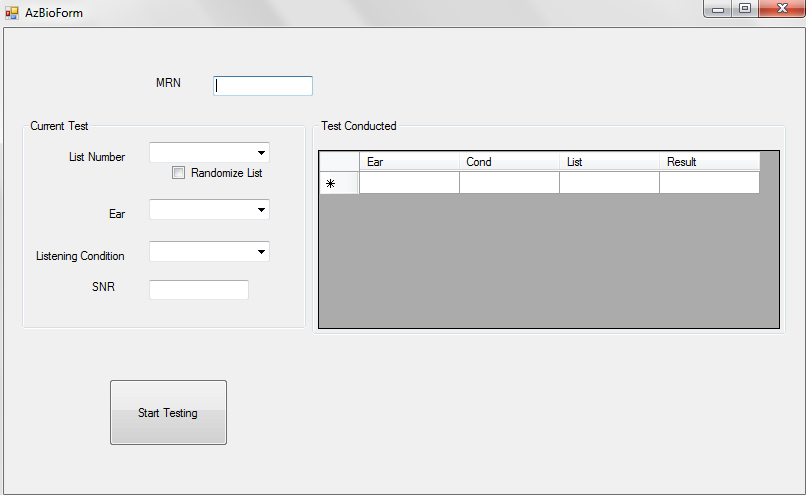 AzBioForm
MRN
Current Test
List Number
Randomize List
Ear
Listening Condition
SNR
Test Conducted
Ear Cond List Result
Start Testing